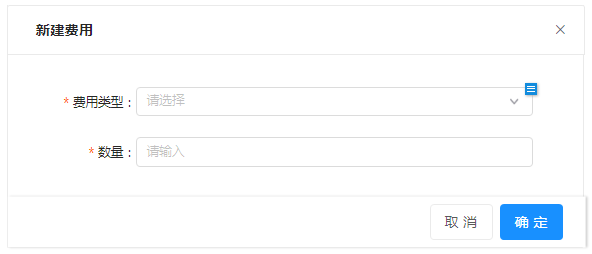 新建费用
* 费用类型： 请选择
* 数量： 请输入
取 消 确 定